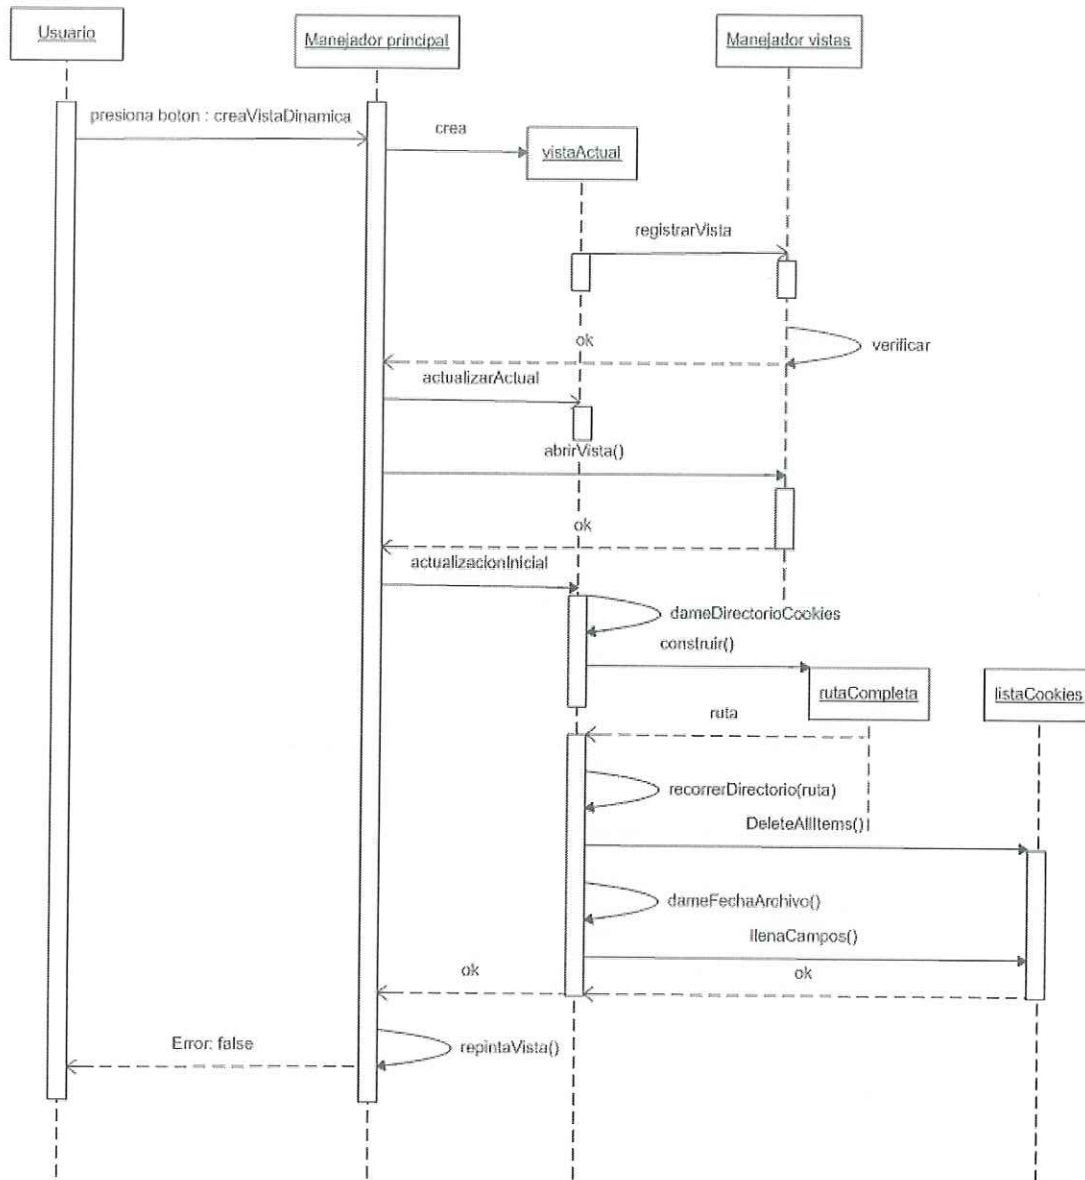 Usuario
Manejador principal
Manejador vistas
presiona boton : creaVistaDinamica
crea
vistaActual
registrarVista
ok
verificar
actualizarActual
abrirVista()
ok
actualizacionInicial
dameDirectorioCookies
construir()
rutaCompleta
listaCookies
ruta
recorrerDirectorio(ruta)
DeleteAllItems()
dameFechaArchivo()
llenaCampos()
ok
ok
Error: false
repintaVista()